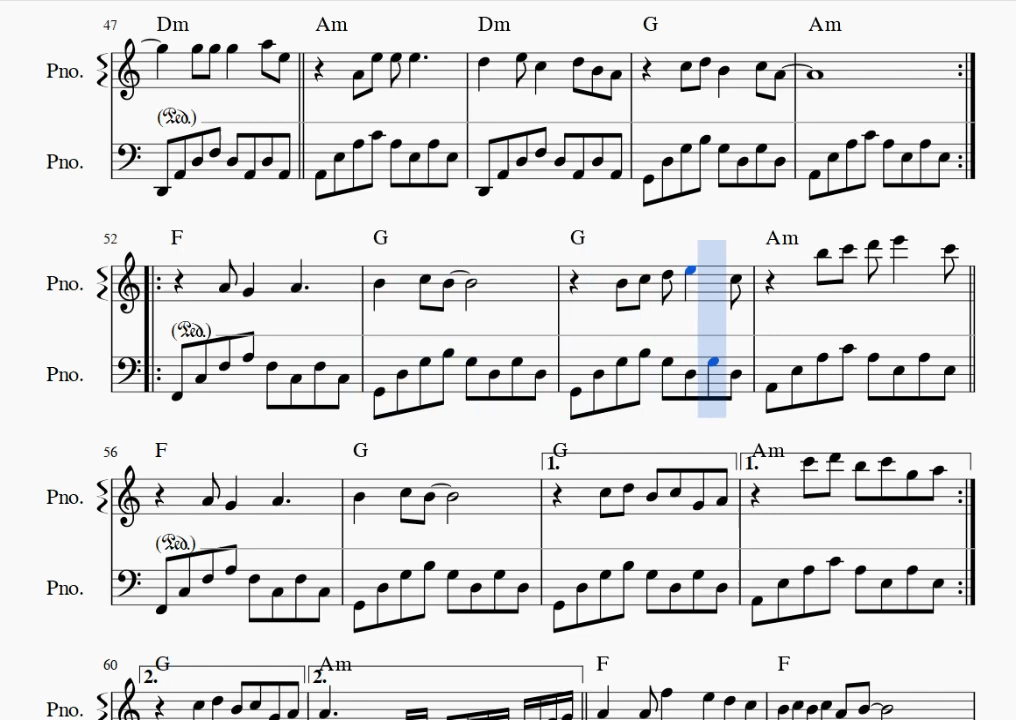 47 Dm Am Dm G Am
Pno.
(Ped.)
Pno.
52 F G G Am
Pno.
(Ped.)
Pno.
56 F G G Am
1. 1.
Pno.
(Ped.)
Pno.
60 G Am F F
2. 2.
Pno.